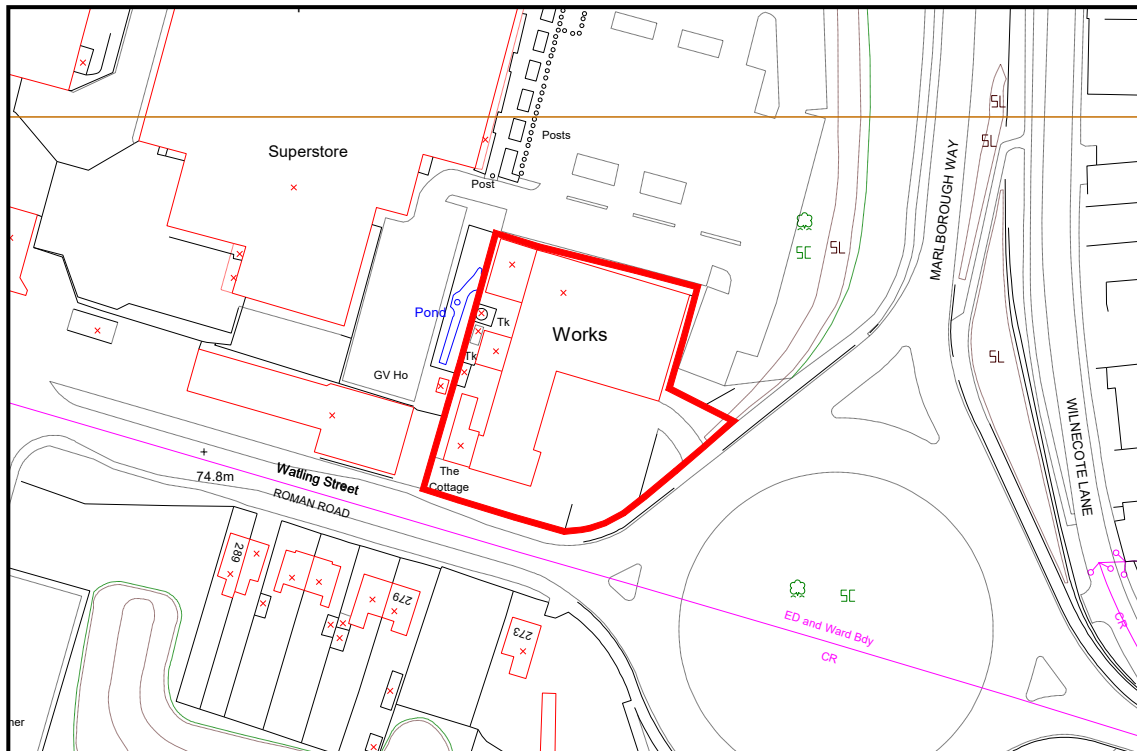 Superstore
Posts
Post
MARLBOROUGH WAY
SL
SL
SC
SL
Pond
Tk
Works
Tk
SL
GV Ho
WILNECOTE LANE
The
Cottage
74.8m
Watling Street
ROMAN ROAD
289
279
273
SC
ED and Ward Bdy
CR
CR
ner